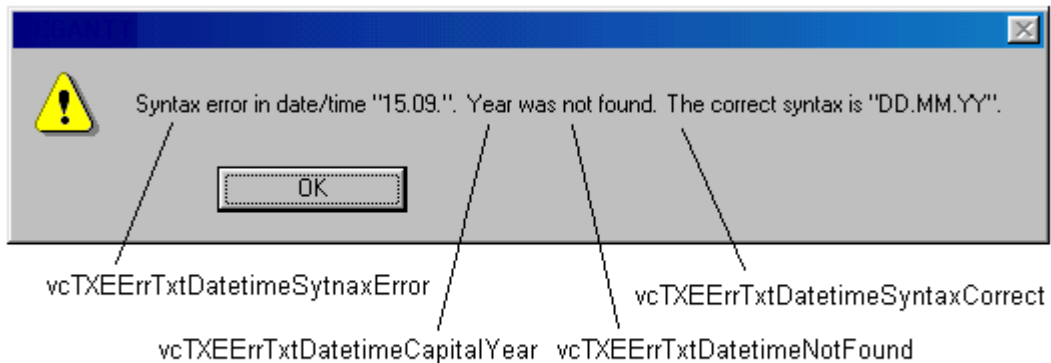 Syntax error in date/time "15.09.". Year was not found. The correct syntax is "DD.MM.YY".
OK
vcTXEErrTxtDatetimeSytnaxError
vcTXEErrTxtDatetimeSyntaxCorrect
vcTXEErrTxtDatetimeCapitalYear vcTXEErrTxtDatetimeNotFound